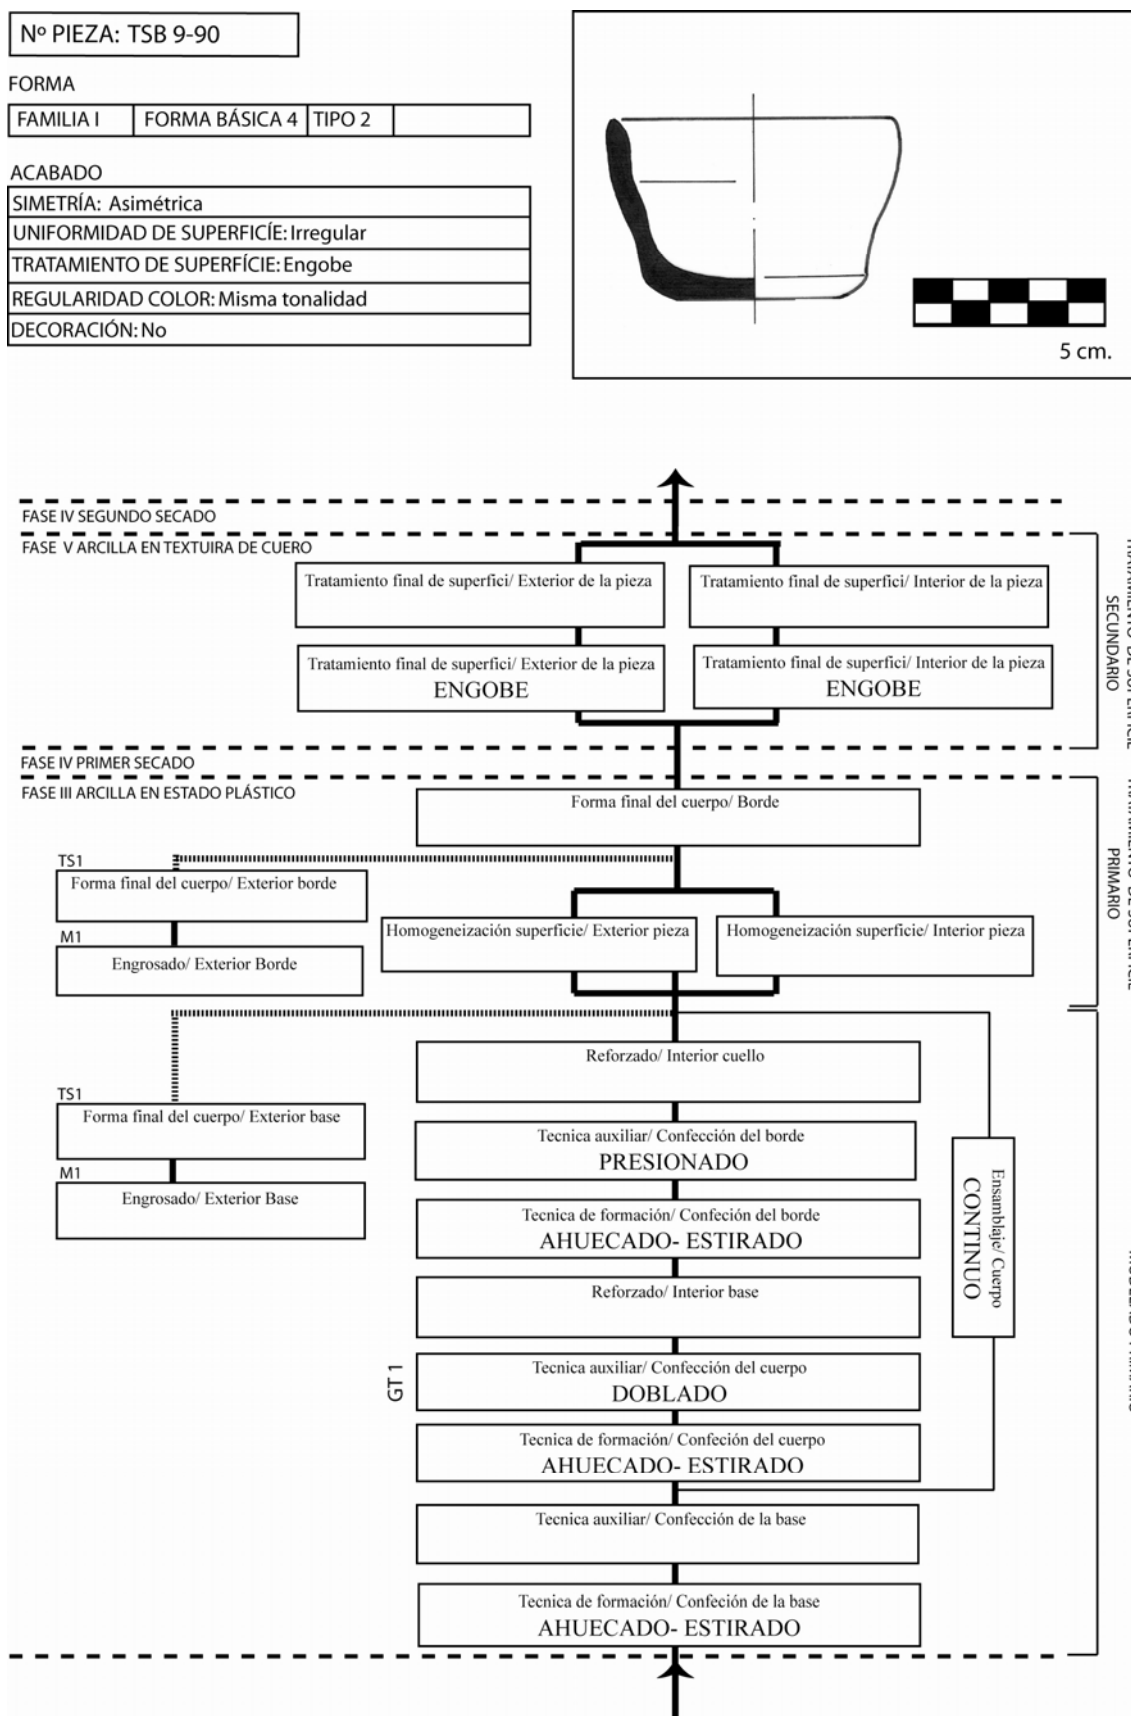 Nº PIEZA: TSB 9-90
FORMA
FAMILIA I
FORMA BÁSICA 4
TIPO 2
ACABADO
SIMETRÍA: Asimétrica
UNIFORMIDAD DE SUPERFICÍE: Irregular
TRATAMIENTO DE SUPERFÍCIE: Engobe
REGULARIDAD COLOR: Misma tonalidad
DECORACIÓN: No
5 cm.
FASE IV SEGUNDO SECADO
FASE V ARCILLA EN TEXTUIRA DE CUERO
Tratamiento final de superfici/ Exterior de la pieza
Tratamiento final de superfici/ Interior de la pieza
Tratamiento final de superfici/ Exterior de la pieza
ENGOBE
Tratamiento final de superfici/ Interior de la pieza
ENGOBE
SECUNDARIO
FASE IV PRIMER SECADO
FASE III ARCILLA EN ESTADO PLÁSTICO
Forma final del cuerpo/ Borde
TS1
Forma final del cuerpo/ Exterior borde
M1
Engrosado/ Exterior Borde
Homogeneización superficie/ Exterior pieza
Homogeneización superficie/ Interior pieza
PRIMARIO
Reforzado/ Interior cuello
TS1
Forma final del cuerpo/ Exterior base
M1
Engrosado/ Exterior Base
Tecnica auxiliar/ Confección del borde
PRESIONADO
Tecnica de formación/ Confeción del borde
AHUECADO- ESTIRADO
Reforzado/ Interior base
Ensamblaje/ Cuerpo
CONTINUO
GT 1
Tecnica auxiliar/ Confección del cuerpo
DOBLADO
Tecnica de formación/ Confeción del cuerpo
AHUECADO- ESTIRADO
Tecnica auxiliar/ Confección de la base
Tecnica de formación/ Confeción de la base
AHUECADO- ESTIRADO